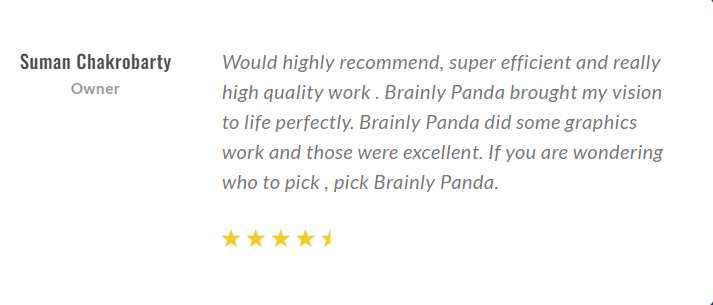 Suman Chakrobarty
Owner
Would highly recommend, super efficient and really
high quality work . Brainly Panda brought my vision
to life perfectly. Brainly Panda did some graphics
work and those were excellent. If you are wondering
who to pick , pick Brainly Panda.